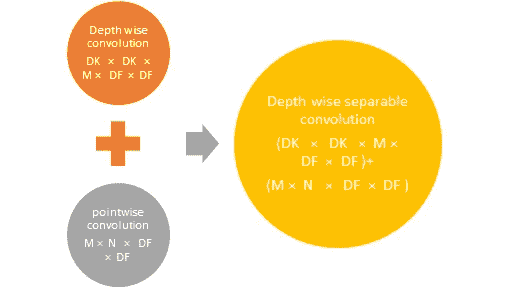 Depth wise
convolution
DK × DK ×
M × DF × DF
pointwise
convolution
M × N × DF
× DF
Depth wise separable
convolution
(DK × DK × M ×
DF × DF )+
(M × N × DF × DF )